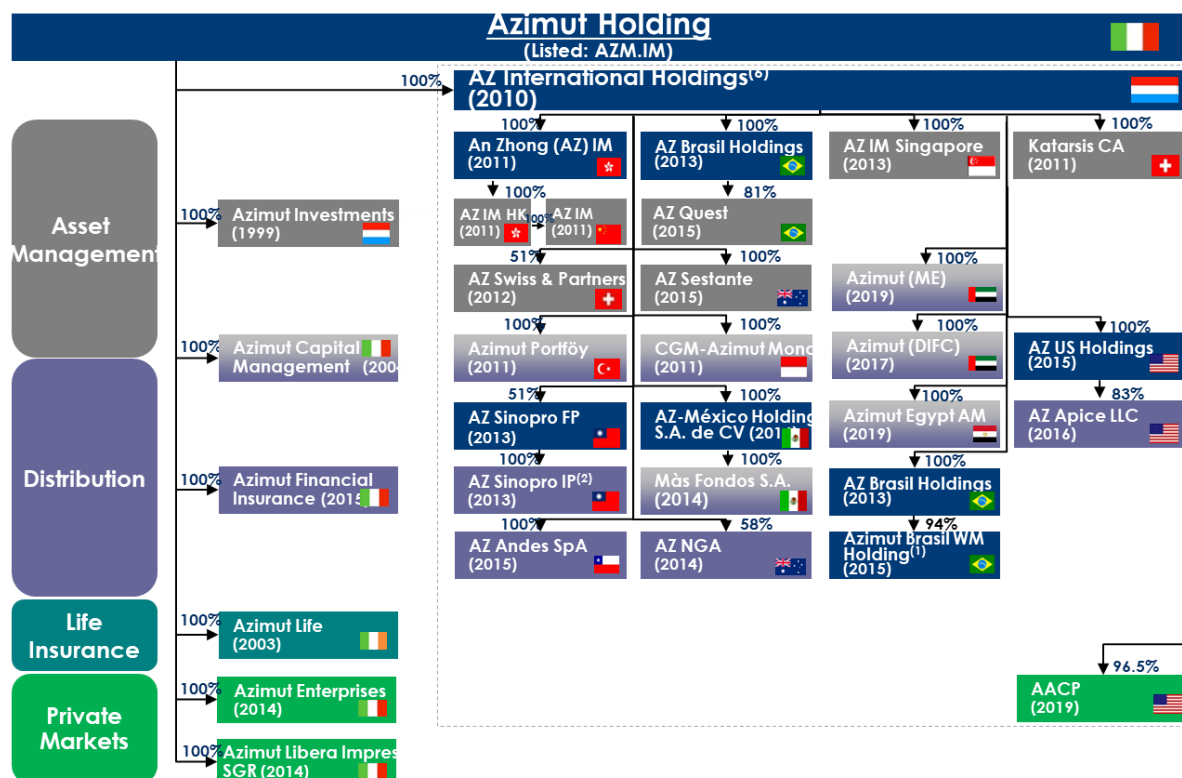 Azimut Holding
(Listed: AZM.IM)
100%
AZ International Holdings(6)
(2010)
Asset
Management
Distribution
Life
Insurance
Private
Markets
100%
Azimut Investments
(1999)
100%
Azimut Capital
Management (2004
100%
Azimut Financial
Insurance (2015)
100%
Azimut Life
(2003)
100%
Azimut Enterprises
(2014)
100%
Azimut Libera Impres
SGR (2014)
100%
An Zhong (AZ) IM
(2011)
100%
AZ IM HK
(2011)
100%
AZ IM
(2011)
51%
AZ Swiss & Partners
(2012)
100%
Azimut Portföy
(2011)
51%
AZ Sinopro FP
(2013)
100%
AZ Sinopro IP(2)
(2013)
100%
AZ Andes SpA
(2015)
100%
AZ Brasil Holdings
(2013)
81%
AZ Quest
(2015)
100%
AZ Sestante
(2015)
100%
CGM-Azimut Mona
(2011)
100%
AZ-México Holding
S.A. de CV (201
100%
Màs Fondos S.A.
(2014)
58%
AZ NGA
(2014)
100%
AZ IM Singapore
(2013)
100%
Azimut (ME)
(2019)
100%
Azimut (DIFC)
(2017)
100%
Azimut Egypt AM
(2019)
100%
AZ Brasil Holdings
(2013)
94%
Azimut Brasil WM
Holding(1)
(2015)
100%
Katarsis CA
(2011)
100%
AZ US Holdings
(2015)
83%
AZ Apice LLC
(2016)
96.5%
AACP
(2019)